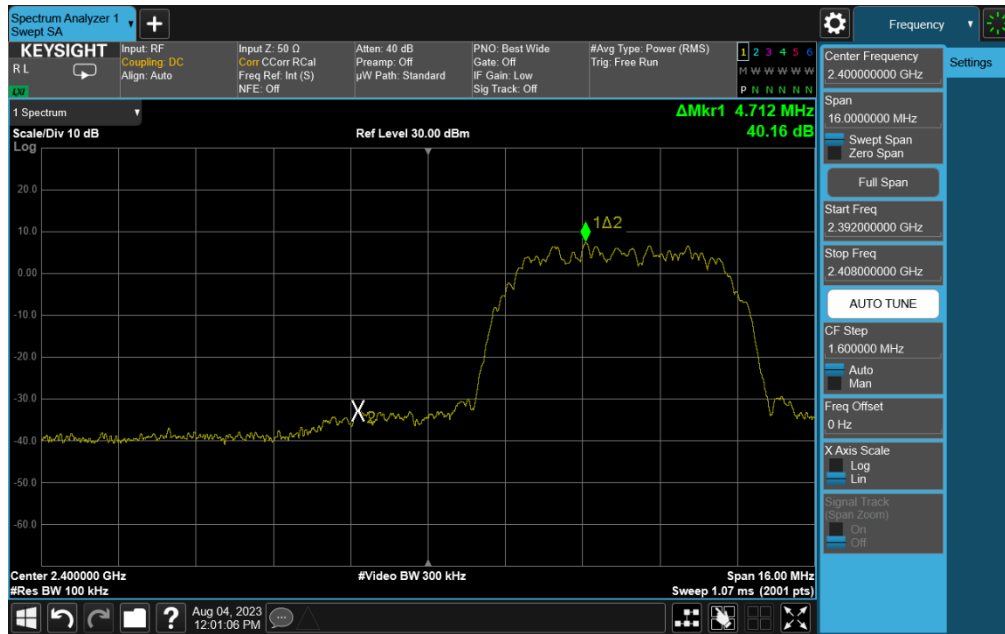 Spectrum Analyzer 1
Swept SA
Frequency
KEYSIGHT
R L
LXI
Input: RF
Coupling: DC
Align: Auto
Input Z: 50 Ω
Corr CCorr RCal
Freq Ref: Int (S)
NFE: Off
Atten: 40 dB
Preamp: Off
µW Path: Standard
PNO: Best Wide
Gate: Off
IF Gain: Low
Sig Track: Off
#Avg Type: Power (RMS)
Trig: Free Run
1 2 3 4 5 6
M W W W W W
P N N N N N
1 Spectrum
ΔMkr1 4.712 MHz
40.16 dB
Scale/Div 10 dB
Ref Level 30.00 dBm
Log
20.0
10.0
0.00
-10.0
-20.0
-30.0
-40.0
-50.0
-60.0
1Δ2
X2
Center 2.400000 GHz
#Video BW 300 kHz
Span 16.00 MHz
#Res BW 100 kHz
Sweep 1.07 ms (2001 pts)
Aug 04, 2023
12:01:06 PM
Center Frequency
2.400000000 GHz
Settings
Span
16.0000000 MHz
Swept Span
Zero Span
Full Span
Start Freq
2.392000000 GHz
Stop Freq
2.408000000 GHz
AUTO TUNE
CF Step
1.600000 MHz
Auto
Man
Freq Offset
0 Hz
X Axis Scale
Log
Lin
Signal Track
(Span Zoom)
On
Off